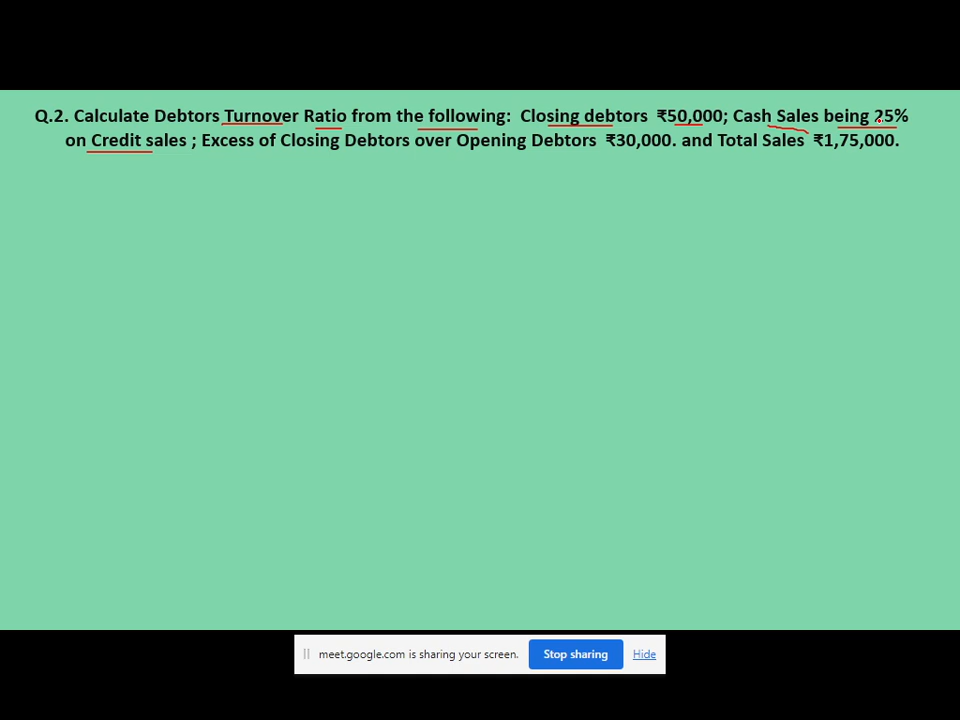 Q.2. Calculate Debtors Turnover Ratio from the following: Closing debtors ₹50,000; Cash Sales being 25%
on Credit sales ; Excess of Closing Debtors over Opening Debtors ₹30,000. and Total Sales ₹1,75,000.
meet.google.com is sharing your screen. Stop sharing Hide